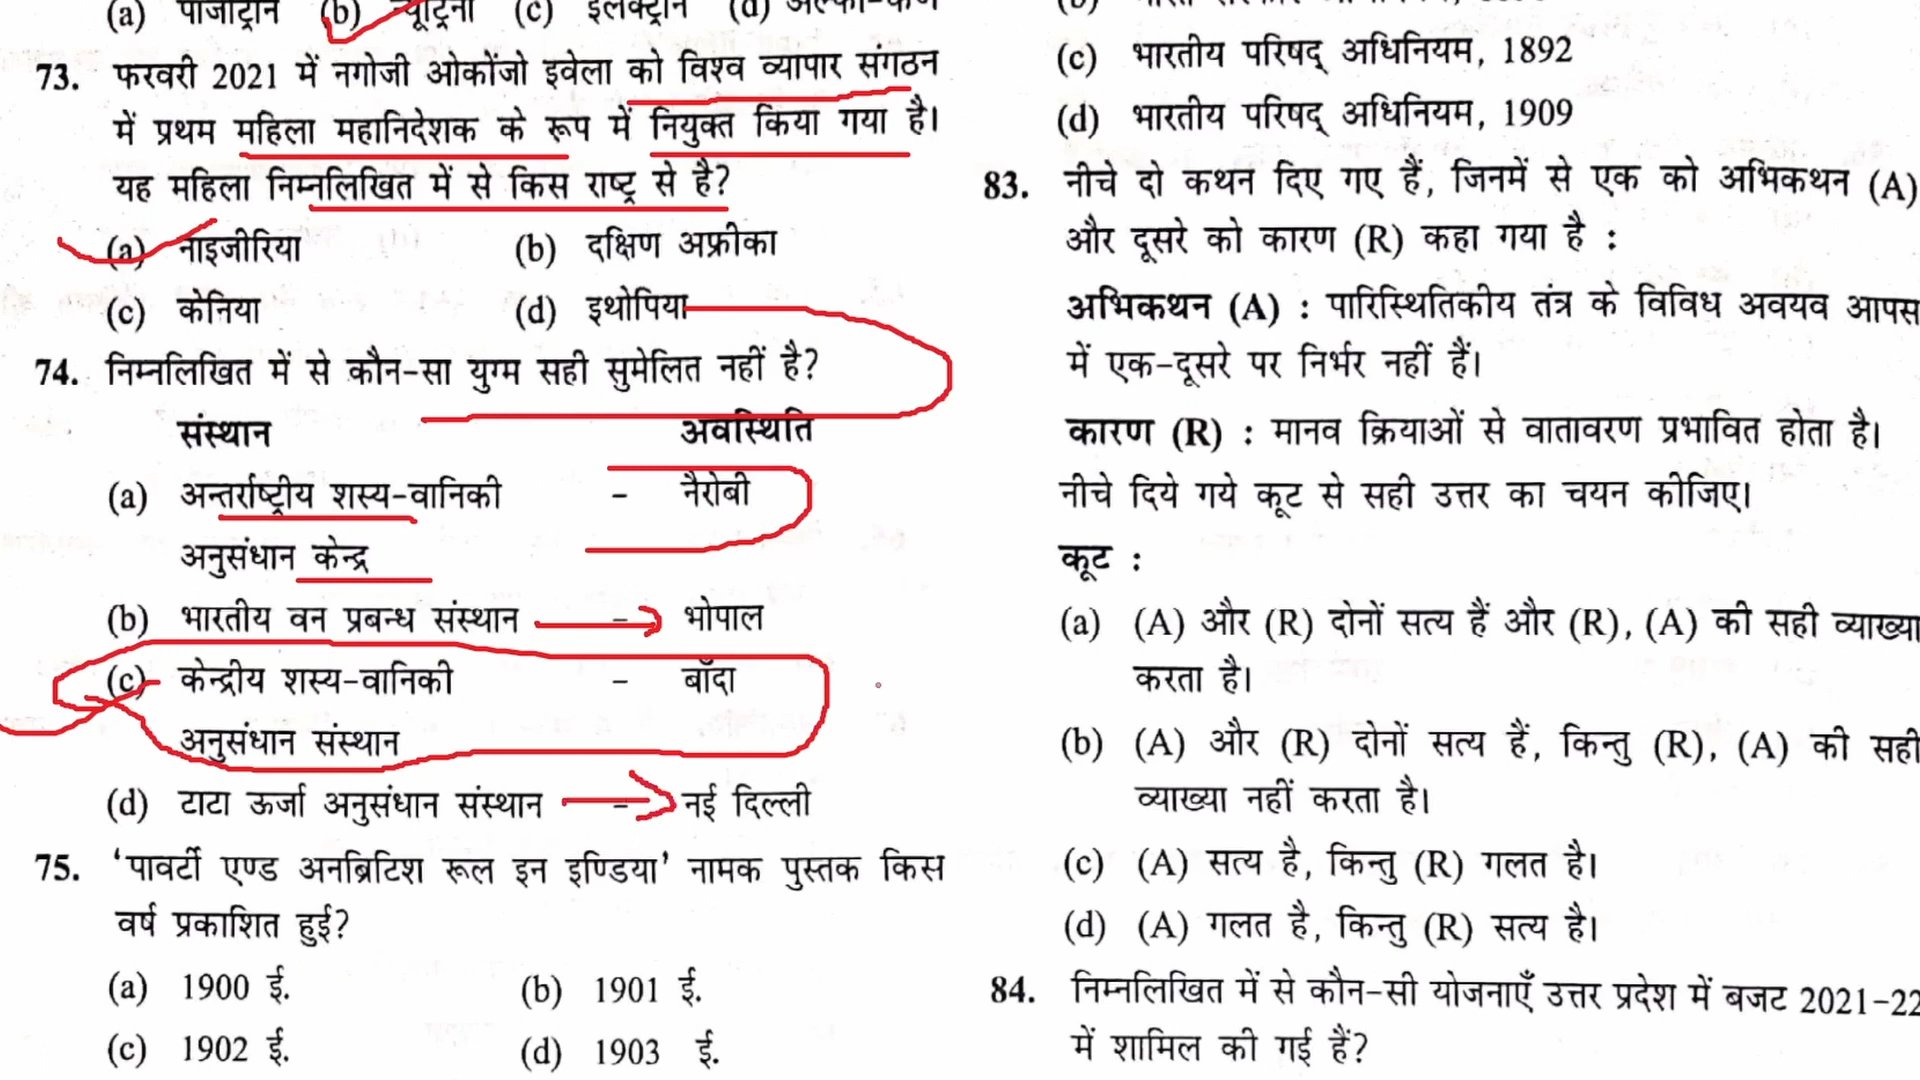 (a) पोजीट्रॉन (b) न्यूट्रिनो (c) इलेक्ट्रॉन (d) अल्फा-कण
73. फरवरी 2021 में नगोजी ओकोंजो इवेला को विश्व व्यापार संगठन
में प्रथम महिला महानिदेशक के रूप में नियुक्त किया गया है।
यह महिला निम्नलिखित में से किस राष्ट्र से है?
(a) नाइजीरिया (b) दक्षिण अफ्रीका
(c) केनिया (d) इथोपिया
74. निम्नलिखित में से कौन-सा युग्म सही सुमेलित नहीं है?
संस्थान अवस्थिति
(a) अन्तर्राष्ट्रीय शस्य-वानिकी - नैरोबी
अनुसंधान केन्द्र
(b) भारतीय वन प्रबन्ध संस्थान - भोपाल
(c) केन्द्रीय शस्य-वानिकी - बाँदा
अनुसंधान संस्थान
(d) टाटा ऊर्जा अनुसंधान संस्थान - नई दिल्ली
75. ‘पावर्टी एण्ड अनब्रिटिश रूल इन इण्डिया’ नामक पुस्तक किस
वर्ष प्रकाशित हुई?
(a) 1900 ई. (b) 1901 ई.
(c) 1902 ई. (d) 1903 ई.
(c) भारतीय परिषद् अधिनियम, 1892
(d) भारतीय परिषद् अधिनियम, 1909
83. नीचे दो कथन दिए गए हैं, जिनमें से एक को अभिकथन (A)
और दूसरे को कारण (R) कहा गया है :
अभिकथन (A) : पारिस्थितिकीय तंत्र के विविध अवयव आपस
में एक-दूसरे पर निर्भर नहीं हैं।
कारण (R) : मानव क्रियाओं से वातावरण प्रभावित होता है।
नीचे दिये गये कूट से सही उत्तर का चयन कीजिए।
कूट :
(a) (A) और (R) दोनों सत्य हैं और (R), (A) की सही व्याख्या
करता है।
(b) (A) और (R) दोनों सत्य हैं, किन्तु (R), (A) की सही
व्याख्या नहीं करता है।
(c) (A) सत्य है, किन्तु (R) गलत है।
(d) (A) गलत है, किन्तु (R) सत्य है।
84. निम्नलिखित में से कौन-सी योजनाएँ उत्तर प्रदेश में बजट 2021-22
में शामिल की गई हैं?